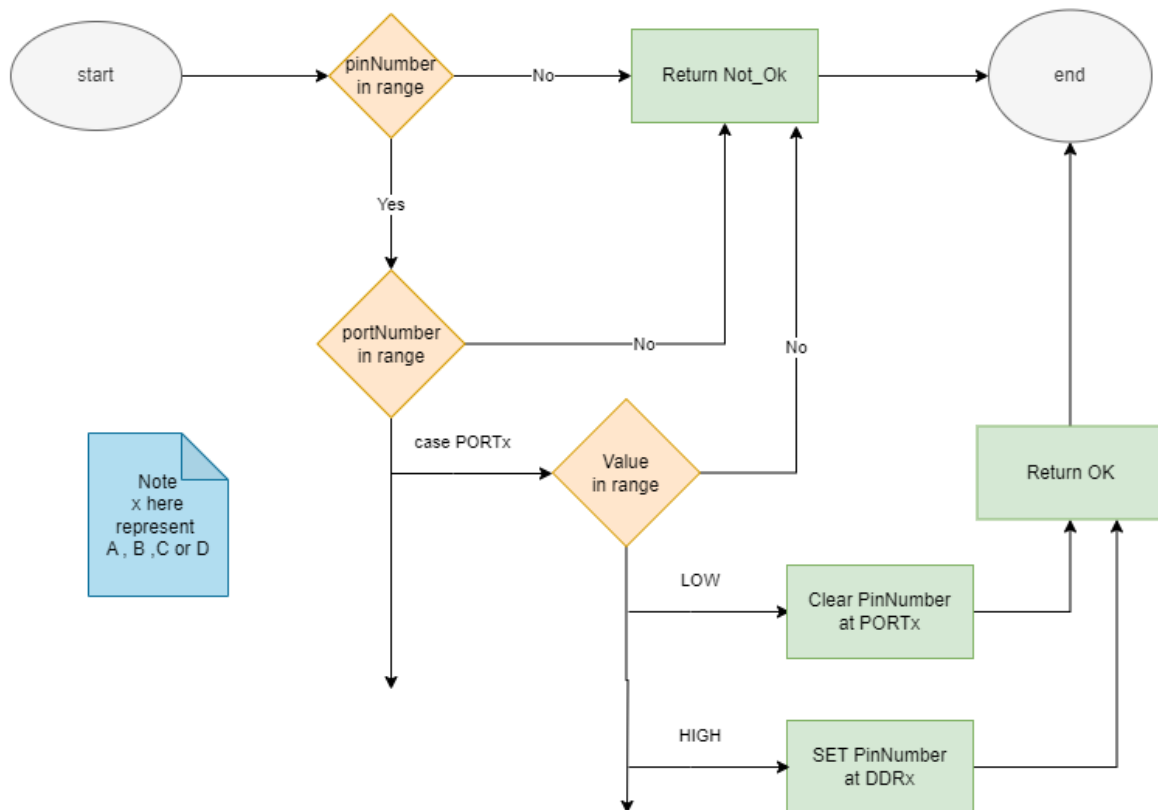 start
pinNumber
in range
No
Return Not_Ok
end
Yes
portNumber
in range
No
No
case PORTx
Value
in range
Note
x here
represent
A , B ,C or D
Return OK
LOW
Clear PinNumber
at PORTx
HIGH
SET PinNumber
at DDRx